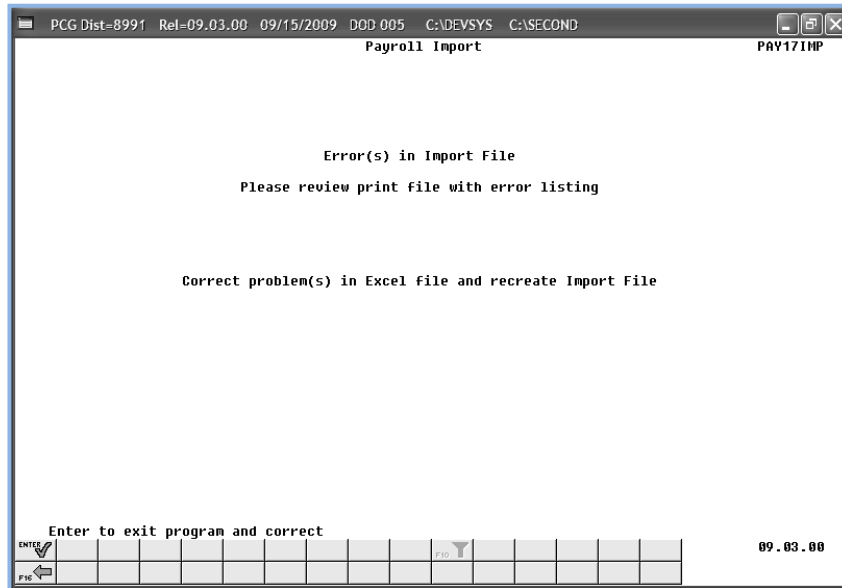 PCG Dist=8991 Rel=09.03.00 09/15/2009 DOD 005 C:\DEVSYS C:\SECOND
Payroll Import PAY17IMP
Error(s) in Import File
Please review print file with error listing
Correct problem(s) in Excel file and recreate Import File
Enter to exit program and correct
ENTER F10 09.03.00
F16